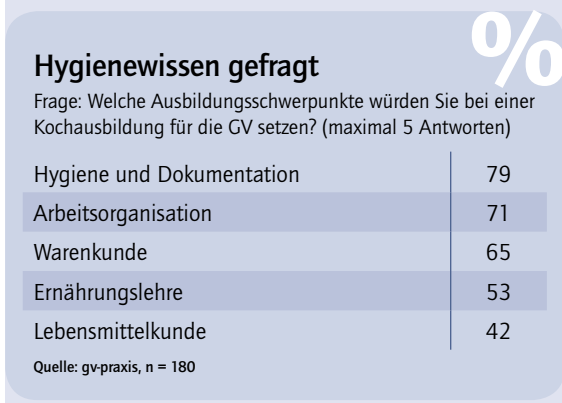 %
Hygienewissen gefragt
Frage: Welche Ausbildungsschwerpunkte würden Sie bei einer
Kochausbildung für die GV setzen? (maximal 5 Antworten)
Hygiene und Dokumentation 79
Arbeitsorganisation 71
Warenkunde 65
Ernährungslehre 53
Lebensmittelkunde 42
Quelle: gv-praxis, n = 180